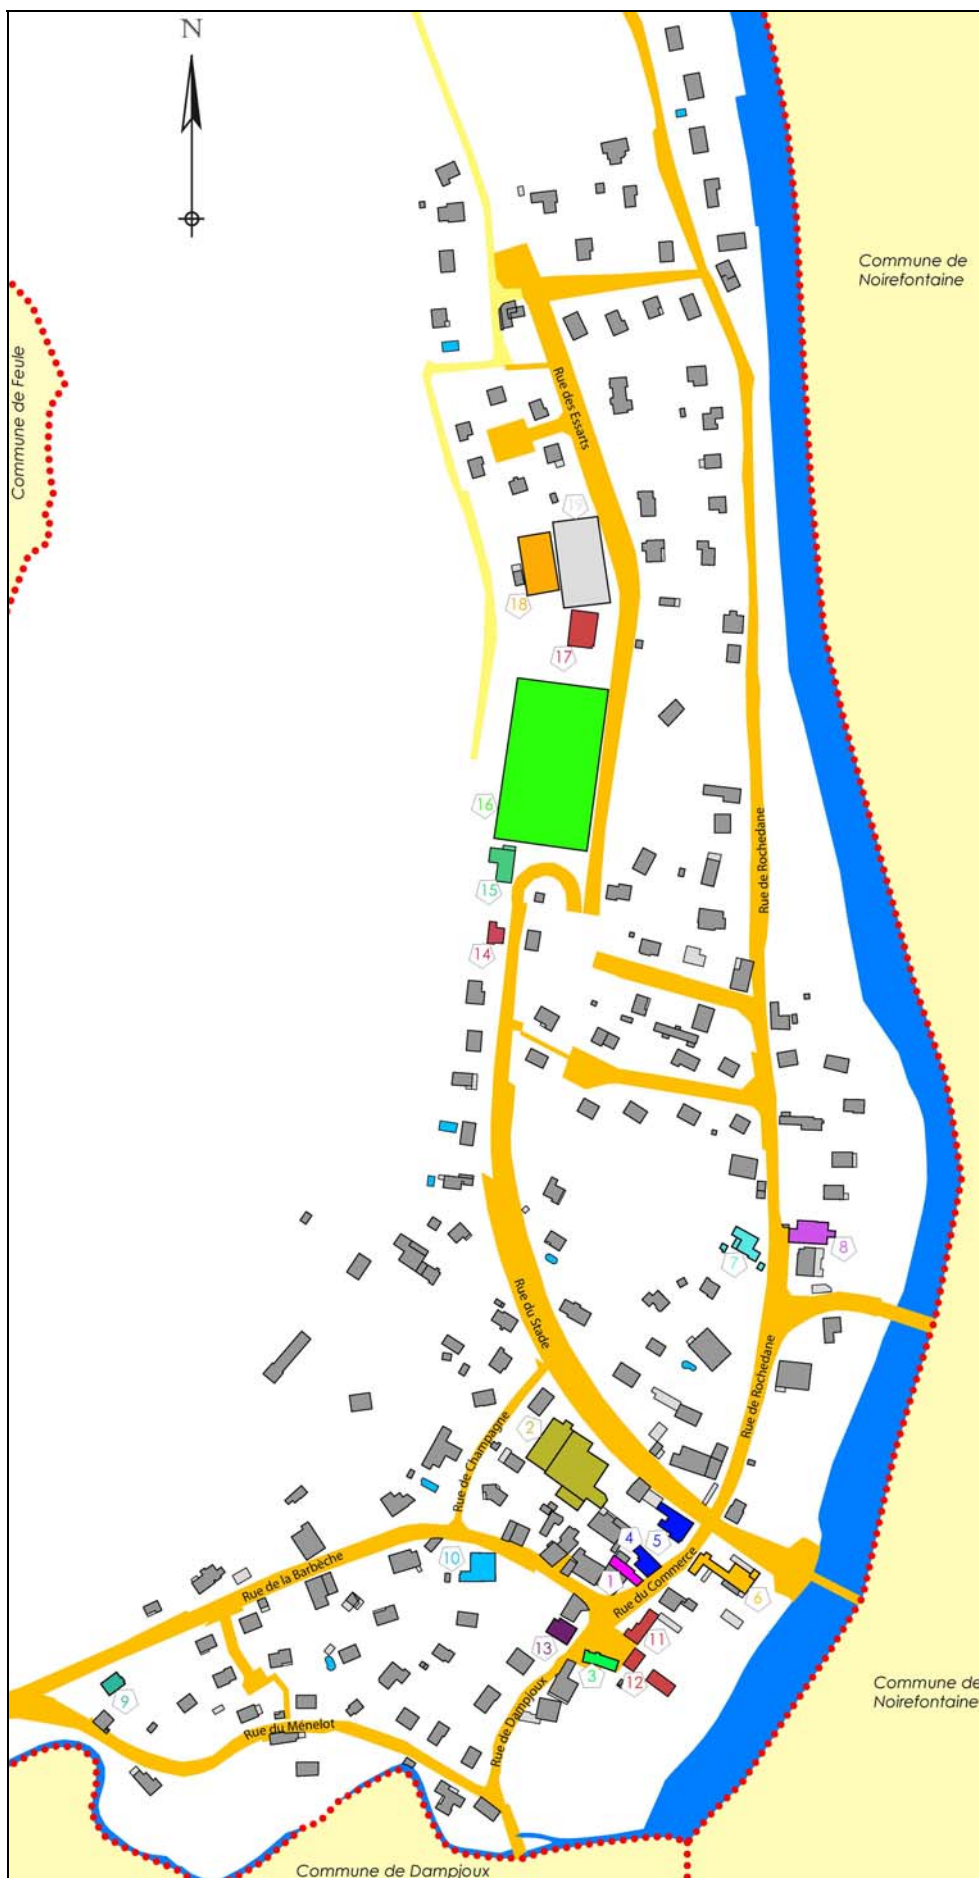 N
Commune de
Noirefontaine
Commune de Feule
Rue des Essarts
19
18
17
16
Rue de Rochedane
15
14
8
7
Rue du Stade
Rue de Rochedane
2
Rue de Champagne
4
5
10
Rue de la Barbèche
1
Rue du Commerce
6
11
13
3
12
9
Commune de
Noirefontaine
Rue du Ménelot
Rue de Dampjoux
Commune de Dampjoux